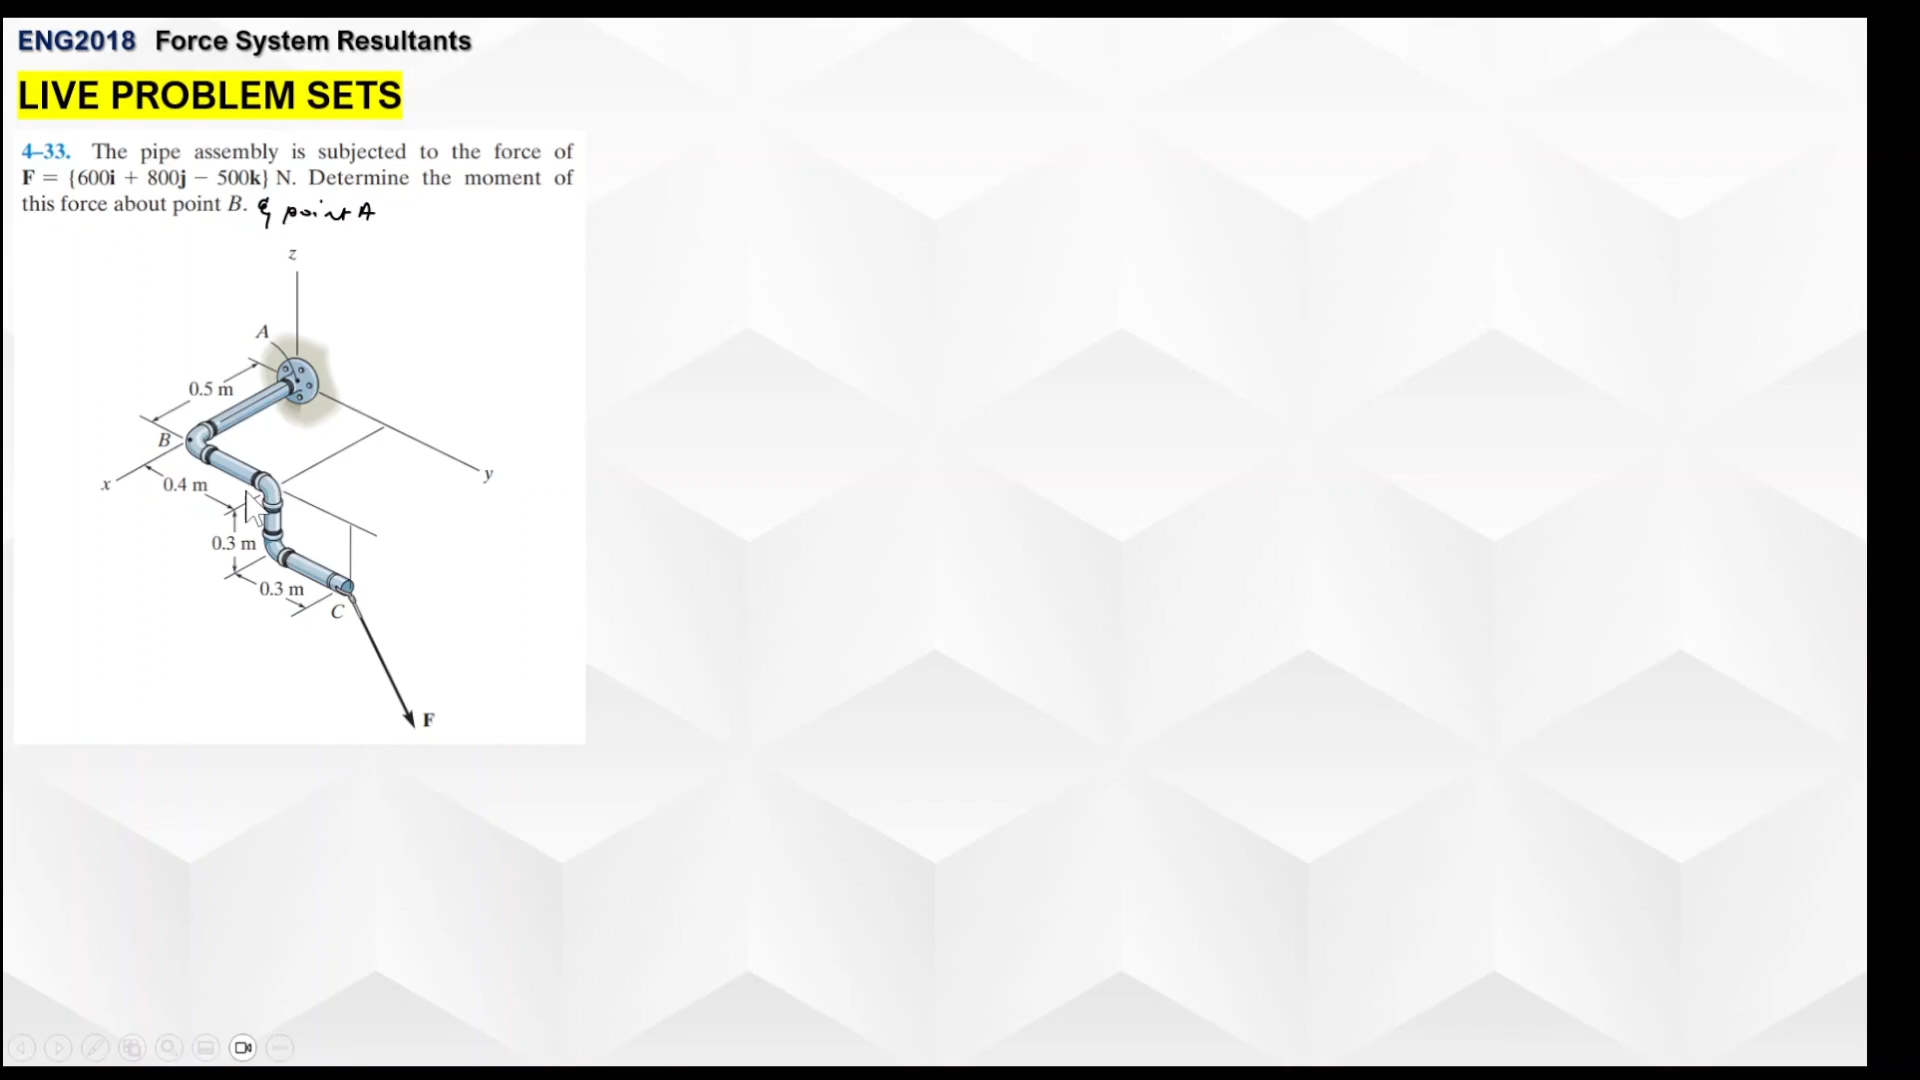 ENG2018 Force System Resultants
LIVE PROBLEM SETS
4–33. The pipe assembly is subjected to the force of
F = {600i + 800j − 500k} N. Determine the moment of
this force about point B. & point A
z
A
0.5 m
B
y
x
0.4 m
0.3 m
0.3 m
C
F